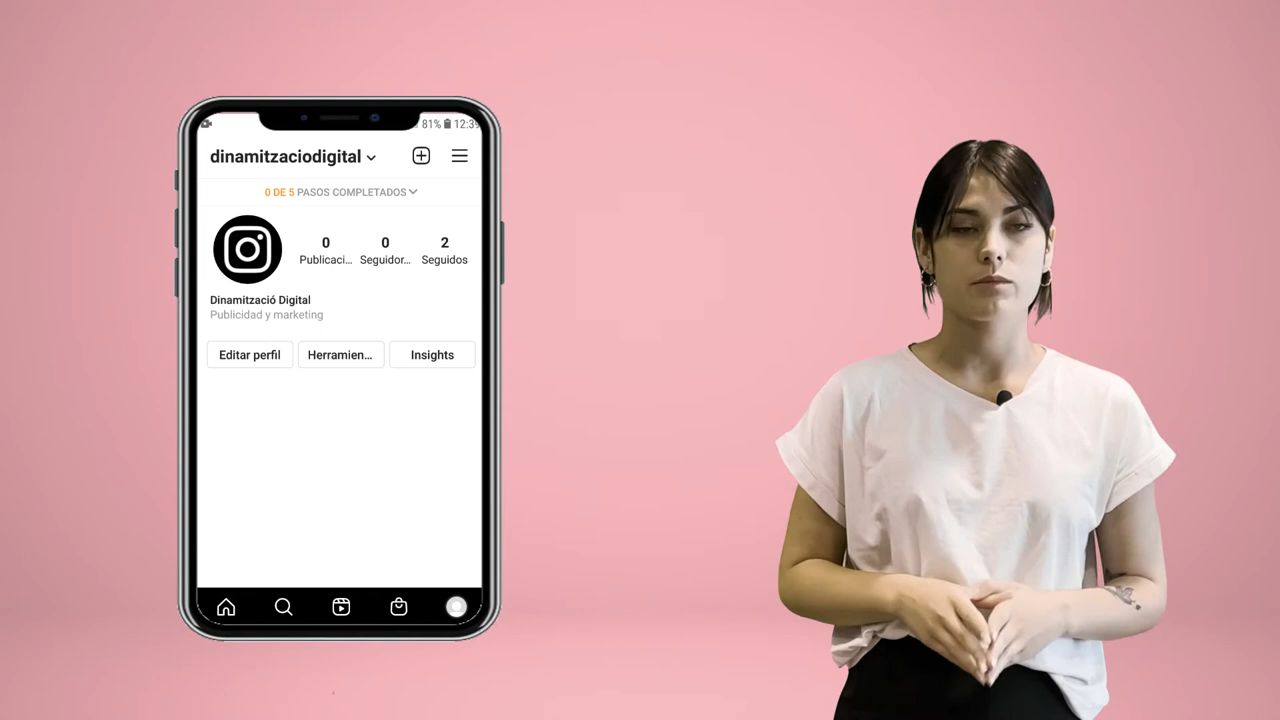 81% 12:39
dinamitzaciodigital
0 DE 5 PASOS COMPLETADOS
0 0 2
Publicaci... Seguidor... Seguidos
Dinamització Digital
Publicidad y marketing
Editar perfil Herramien... Insights